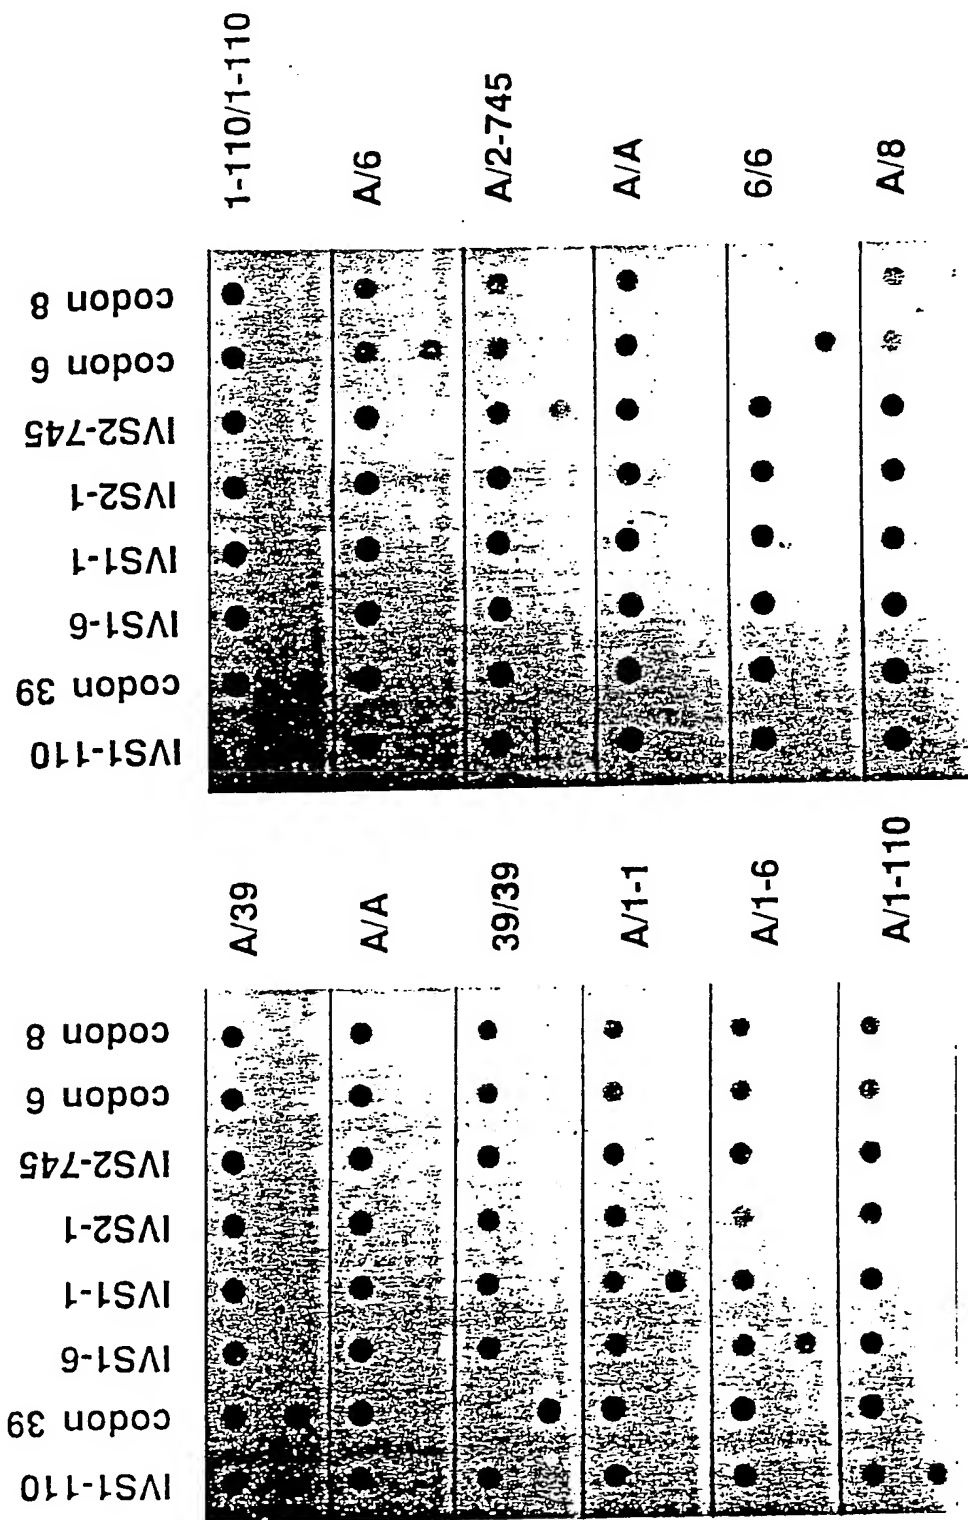 1-110/1-110
A/6
A/2-745
A/A
6/6
A/8
codon 8
codon 6
IVS2-745
IVS2-1
IVS1-1
IVS1-6
codon 39
IVS1-110
A/39
A/A
39/39
A/1-1
A/1-6
A/1-110
codon 8
codon 6
IVS2-745
IVS2-1
IVS1-1
IVS1-6
codon 39
IVS1-110